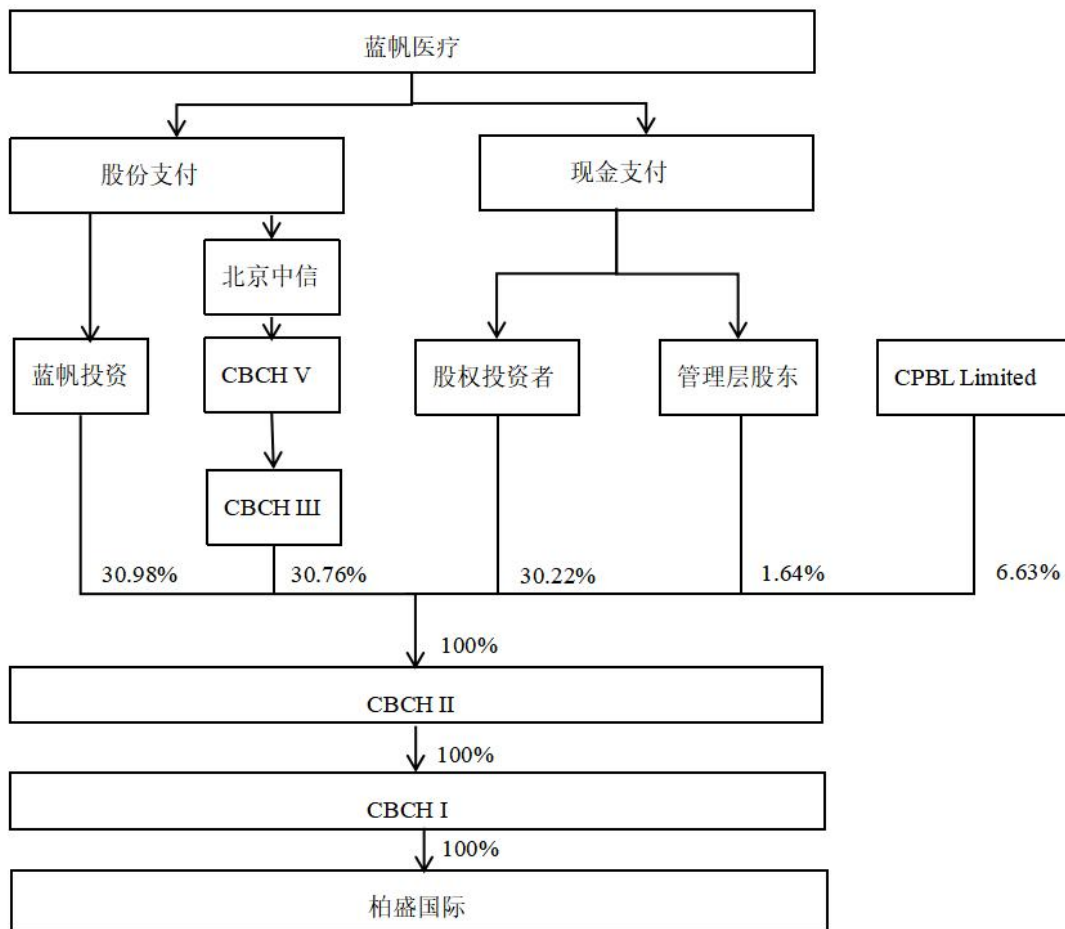 蓝帆医疗
股份支付
现金支付
北京中信
蓝帆投资
CBCH V
股权投资者
管理层股东
CPBL Limited
CBCH III
30.98%
30.76%
30.22%
1.64%
6.63%
100%
CBCH II
100%
CBCH I
100%
柏盛国际